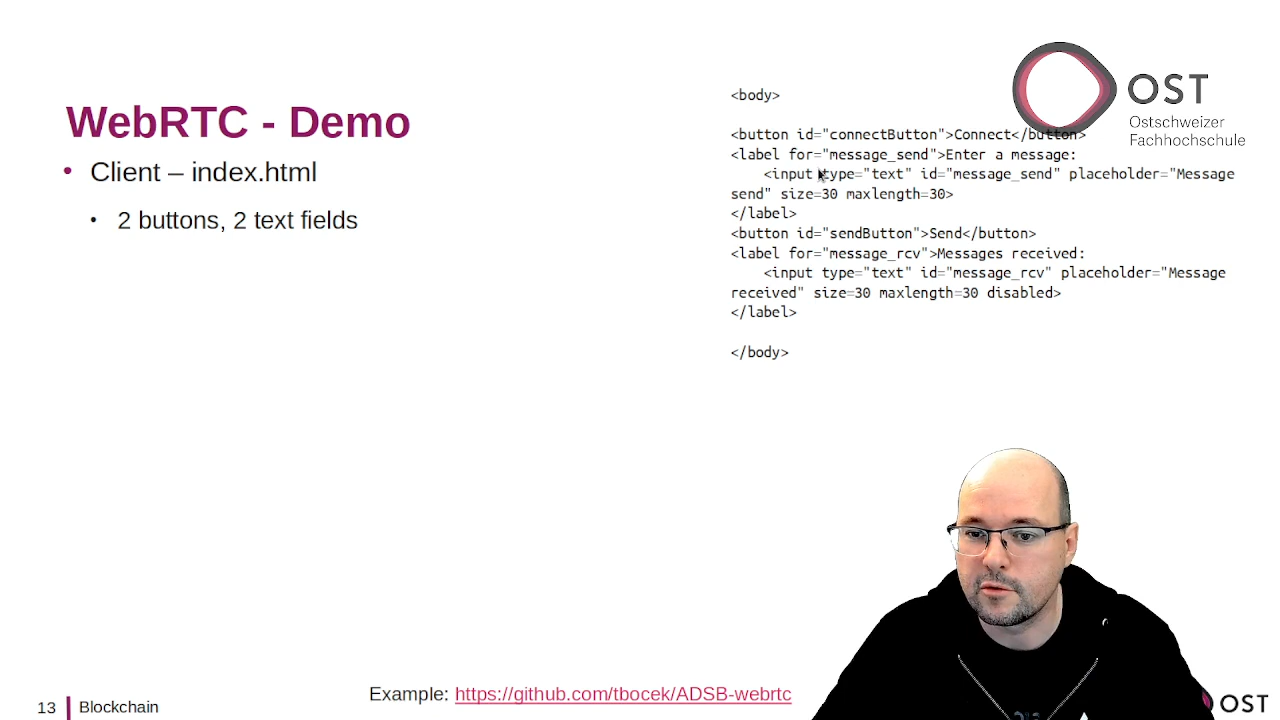 WebRTC - Demo
• Client – index.html
• 2 buttons, 2 text fields
<body>
<button id="connectButton">Connect</button>
<label for="message_send">Enter a message:
<input type="text" id="message_send" placeholder="Message
send" size=30 maxlength=30>
</label>
<button id="sendButton">Send</button>
<label for="message_rcv">Messages received:
<input type="text" id="message_rcv" placeholder="Message
received" size=30 maxlength=30 disabled>
</label>
</body>
OST
Ostschweizer
Fachhochschule
Example: https://github.com/tbocek/ADSB-webrtc
13 Blockchain
OST